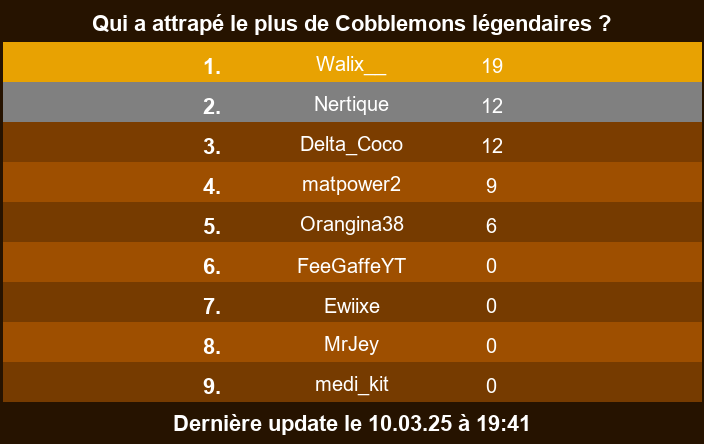 Qui a attrapé le plus de Cobblemons légendaires ?
1. Walix__ 19
2. Nertique 12
3. Delta_Coco 12
4. matpower2 9
5. Orangina38 6
6. FeeGaffeYT 0
7. Ewiixe 0
8. MrJey 0
9. medi_kit 0
Dernière update le 10.03.25 à 19:41